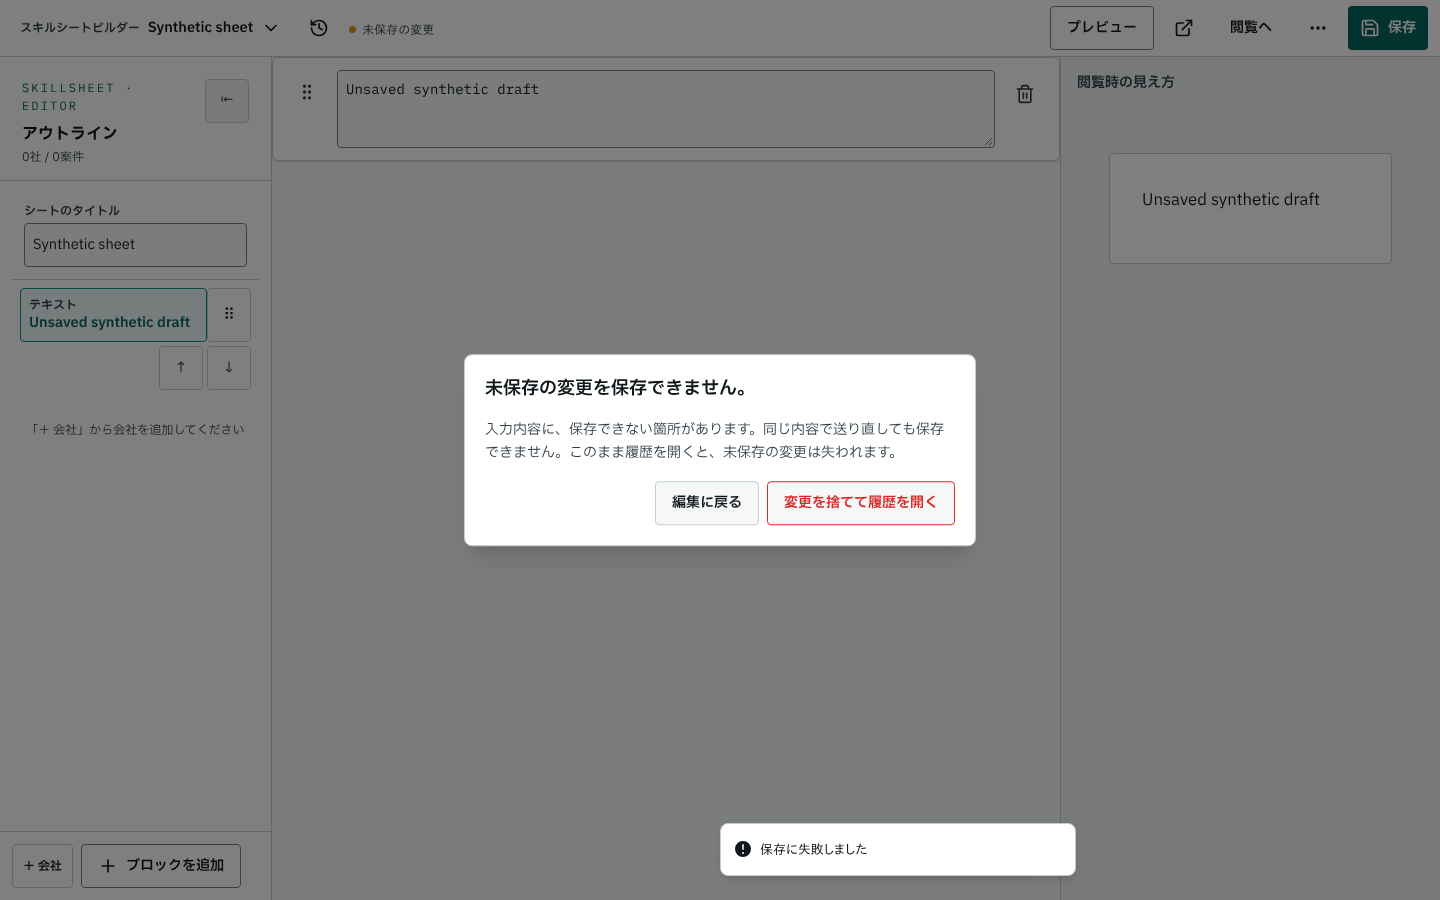 スキルシートビルダー Synthetic sheet
未保存の変更
プレビュー
閲覧へ
保存
SKILLSHEET ·
EDITOR
アウトライン
0社 / 0案件
シートのタイトル
Synthetic sheet
テキスト
Unsaved synthetic draft
↑
↓
「＋ 会社」から会社を追加してください
＋ 会社
ブロックを追加
Unsaved synthetic draft
閲覧時の見え方
Unsaved synthetic draft
未保存の変更を保存できません。
入力内容に、保存できない箇所があります。同じ内容で送り直しても保存
できません。このまま履歴を開くと、未保存の変更は失われます。
編集に戻る
変更を捨てて履歴を開く
保存に失敗しました